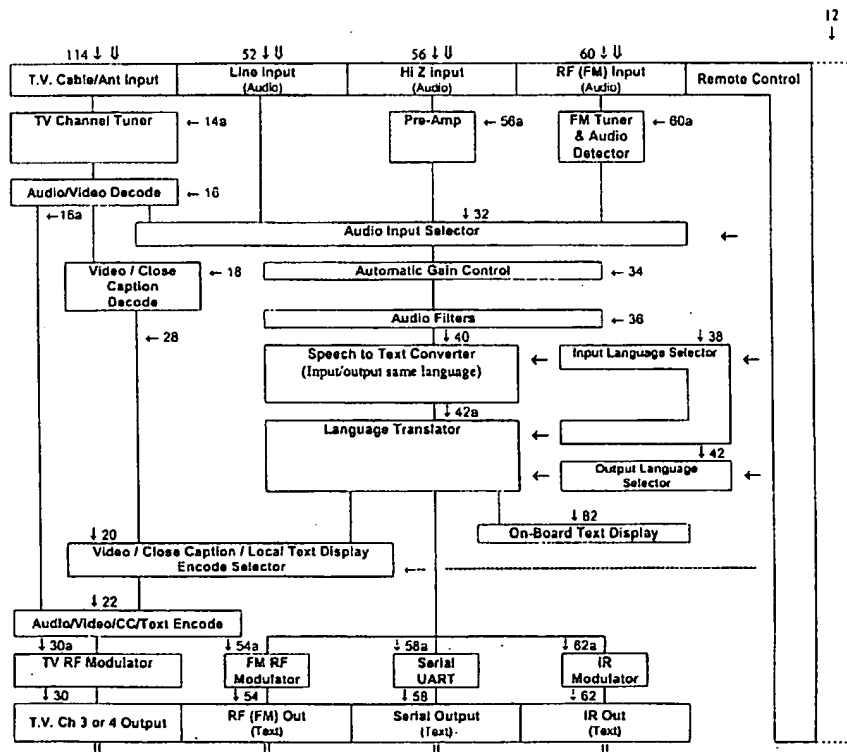 12
↓
114 ↓ ⇓ 52 ↓ ⇓ 56 ↓ ⇓ 60 ↓ ⇓
T.V. Cable/Ant Input Line Input Hi Z input RF (FM) Input Remote Control
(Audio) (Audio) (Audio)
TV Channel Tuner ← 14a Pre-Amp ← 56a FM Tuner ← 60a
& Audio
Detector
Audio/Video Decode ← 16
← 16a ↓ 32
Audio Input Selector ←
Video / Close ← 18 Automatic Gain Control ← 34
Caption
Decode
Audio Filters ← 36
← 28 ↓ 40 ↓ 38
Speech to Text Converter ← Input Language Selector ←
(Input/output same language)
↓ 42a
Language Translator ←
↓ 42
← Output Language ←
Selector
↓ 82
↓ 20 On-Board Text Display
Video / Close Caption / Local Text Display
Encode Selector ←
↓ 22
Audio/Video/CC/Text Encode
↓ 30a ↓ 54a ↓ 58a ↓ 62a
TV RF Modulator FM RF Serial IR
Modulator UART Modulator
↓ 30 ↓ 54 ↓ 58 ↓ 62
T.V. Ch 3 or 4 Output RF (FM) Out Serial Output IR Out
(Text) (Text) (Text)